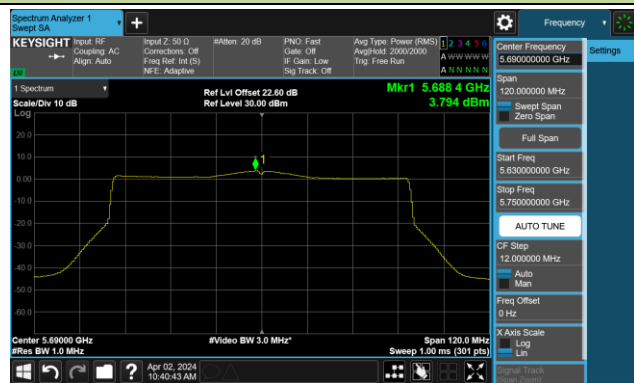 Spectrum Analyzer 1
Swept SA
Frequency
KEYSIGHT
Input: RF
Coupling: AC
Align: Auto
Input Z: 50 Ω
Corrections: Off
Freq Ref: Int (S)
NFE: Adaptive
#Atten: 20 dB
PNO: Fast
Gate: Off
IF Gain: Low
Sig Track: Off
Avg Type: Power (RMS)
Avg|Hold: 2000/2000
Trig: Free Run
1 2 3 4 5 6
A W W W W W
A N N N N N
1 Spectrum
Scale/Div 10 dB
Log
Ref Lvl Offset 22.60 dB
Ref Level 30.00 dBm
Mkr1 5.688 4 GHz
3.794 dBm
20.0
10.0
0.00
-10.0
-20.0
-30.0
-40.0
-50.0
-60.0
1
Center 5.69000 GHz
#Res BW 1.0 MHz
#Video BW 3.0 MHz*
Span 120.0 MHz
Sweep 1.00 ms (301 pts)
Apr 02, 2024
10:40:43 AM
Center Frequency
5.690000000 GHz
Settings
Span
120.000000 MHz
Swept Span
Zero Span
Full Span
Start Freq
5.630000000 GHz
Stop Freq
5.750000000 GHz
AUTO TUNE
CF Step
12.000000 MHz
Auto
Man
Freq Offset
0 Hz
X Axis Scale
Log
Lin
Signal Track
(Span Zoom)